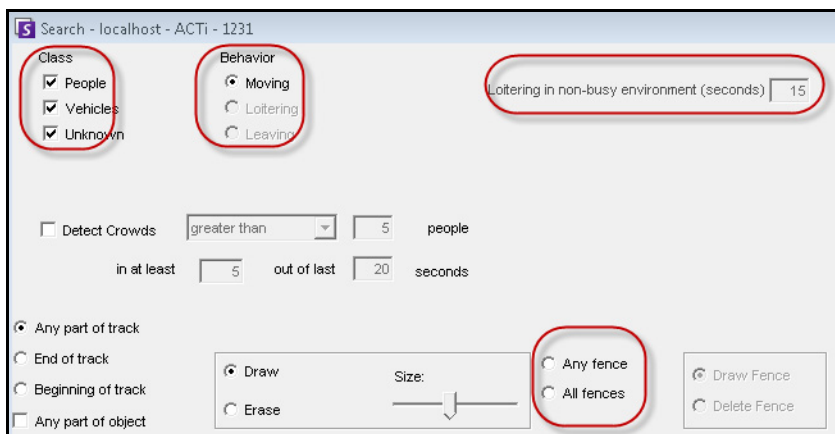 Search - localhost - ACTi - 1231
Class
People
Vehicles
Unknown
Behavior
Moving
Loitering
Leaving
Loitering in non-busy environment (seconds) 15
Detect Crowds greater than 5 people
in at least 5 out of last 20 seconds
Any part of track
End of track
Beginning of track
Any part of object
Draw
Erase
Size:
Any fence
All fences
Draw Fence
Delete Fence